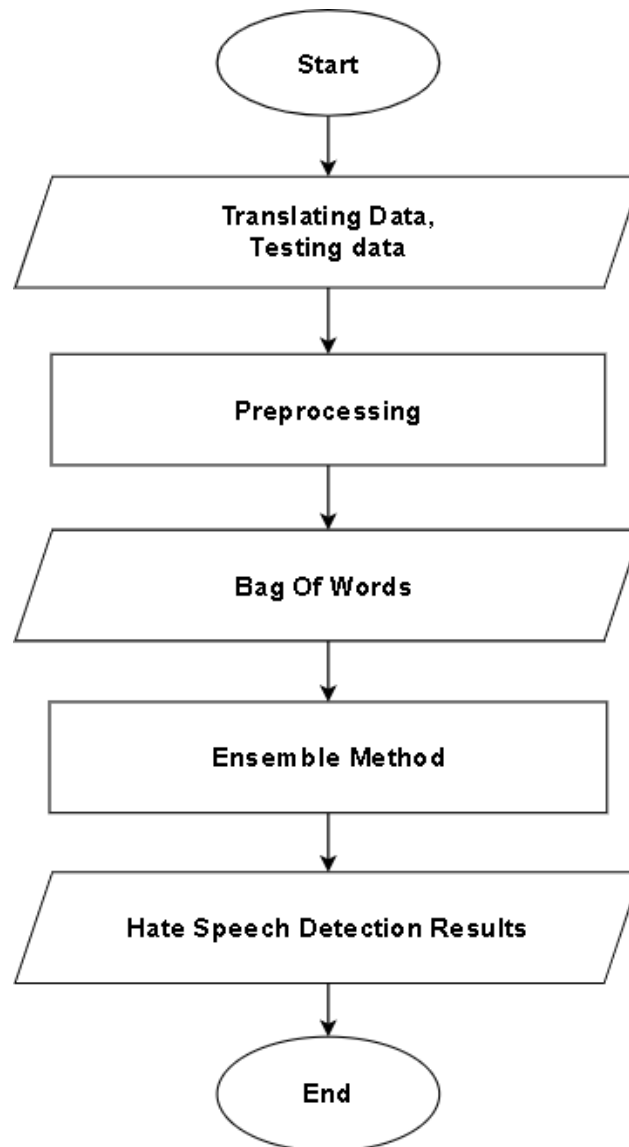 Start
Translating Data,
Testing data
Preprocessing
Bag Of Words
Ensemble Method
Hate Speech Detection Results
End